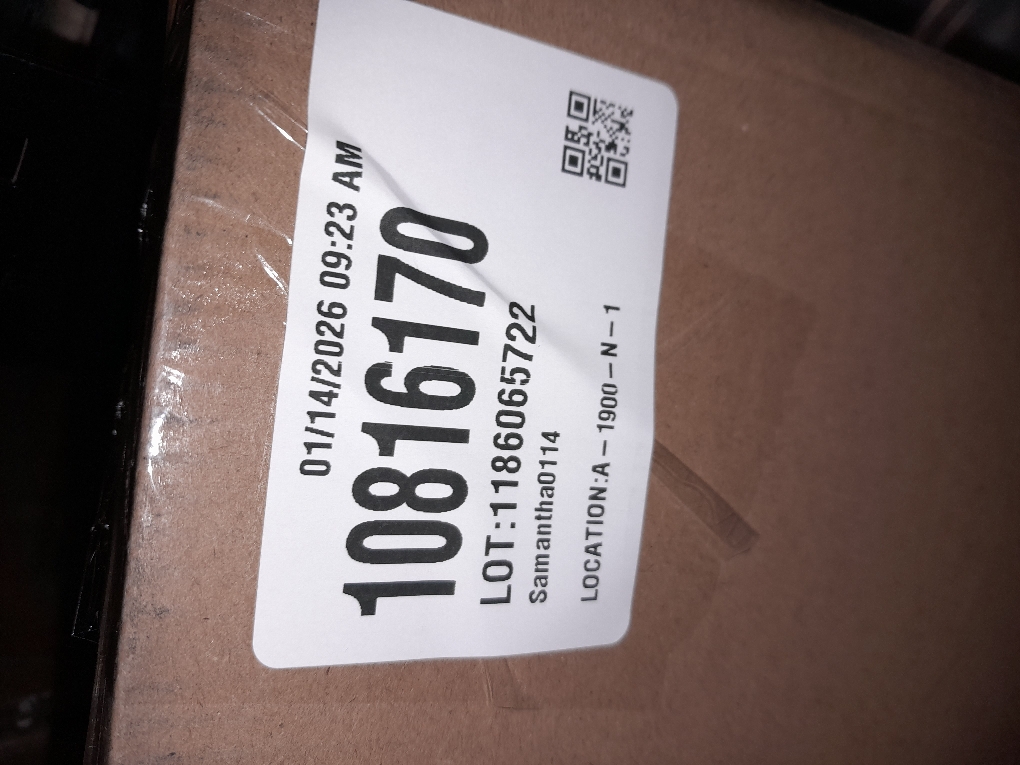 01/14/2026 09:23 AM
10816170
LOT:1186065722
Samantha0114
LOCATION:A-1900-N-1